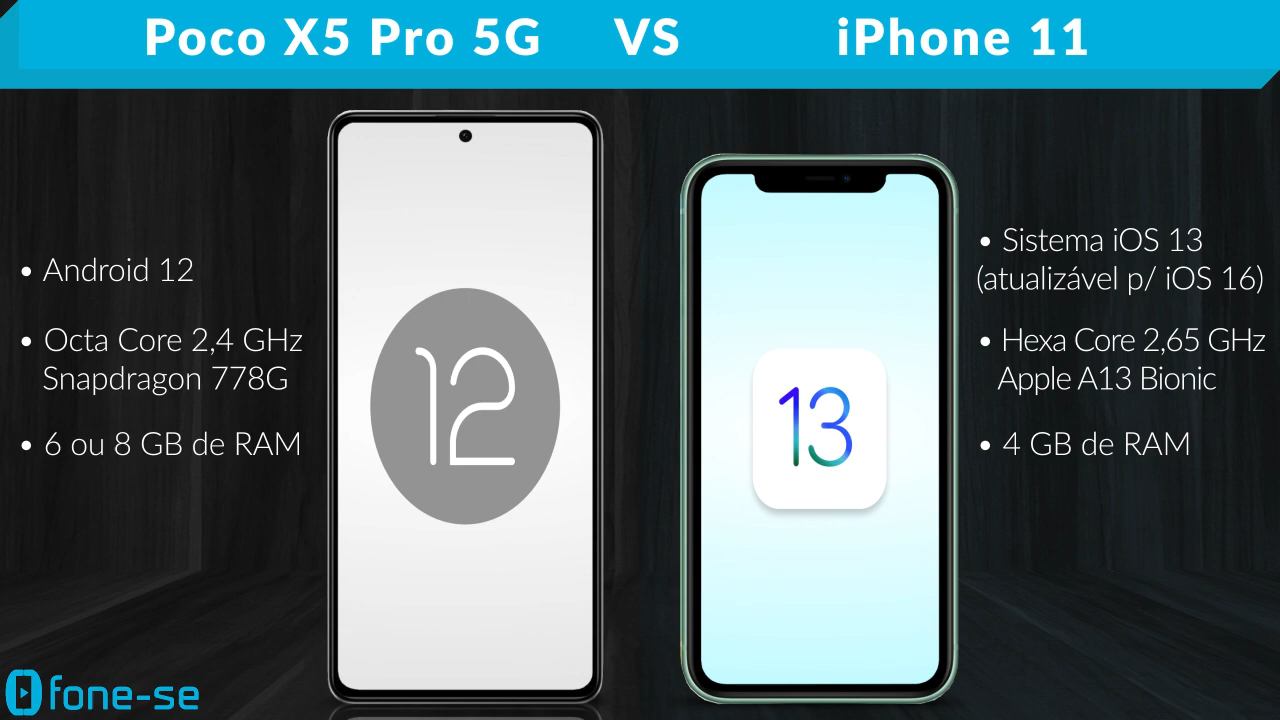 Poco X5 Pro 5G VS iPhone 11
• Android 12
• Octa Core 2,4 GHz
Snapdragon 778G
• 6 ou 8 GB de RAM
12
13
• Sistema iOS 13
(atualizável p/ iOS 16)
• Hexa Core 2,65 GHz
Apple A13 Bionic
• 4 GB de RAM
fone-se